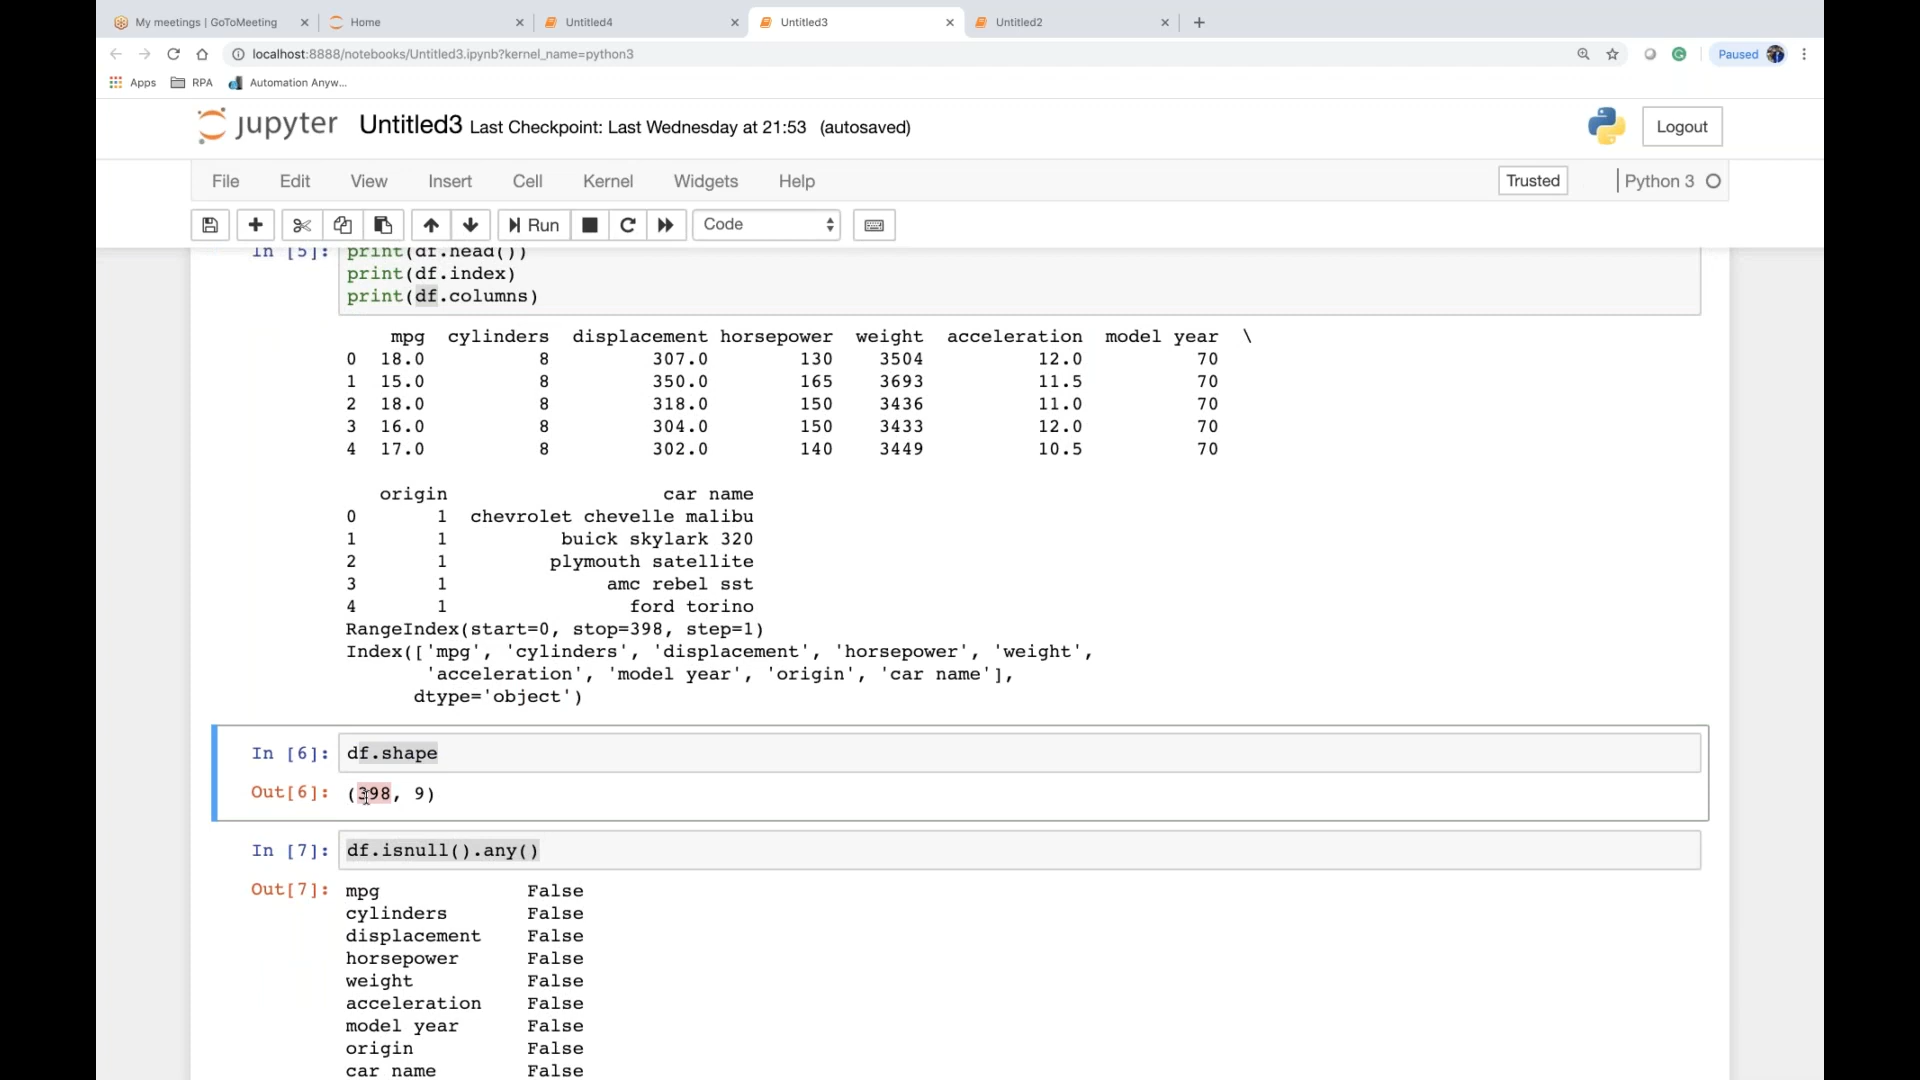 My meetings | GoToMeeting
Home
Untitled4
Untitled3
Untitled2
localhost:8888/notebooks/Untitled3.ipynb?kernel_name=python3
Paused
Apps
RPA
Automation Anyw...
jupyter Untitled3 Last Checkpoint: Last Wednesday at 21:53 (autosaved)
Logout
File Edit View Insert Cell Kernel Widgets Help
Trusted
Python 3
Run
Code
In [5]: print(df.head())
print(df.index)
print(df.columns)
mpg cylinders displacement horsepower weight acceleration model year \
0 18.0 8 307.0 130 3504 12.0 70
1 15.0 8 350.0 165 3693 11.5 70
2 18.0 8 318.0 150 3436 11.0 70
3 16.0 8 304.0 150 3433 12.0 70
4 17.0 8 302.0 140 3449 10.5 70
origin car name
0 1 chevrolet chevelle malibu
1 1 buick skylark 320
2 1 plymouth satellite
3 1 amc rebel sst
4 1 ford torino
RangeIndex(start=0, stop=398, step=1)
Index(['mpg', 'cylinders', 'displacement', 'horsepower', 'weight',
'acceleration', 'model year', 'origin', 'car name'],
dtype='object')
In [6]: df.shape
Out[6]: (398, 9)
In [7]: df.isnull().any()
Out[7]: mpg False
cylinders False
displacement False
horsepower False
weight False
acceleration False
model year False
origin False
car name False